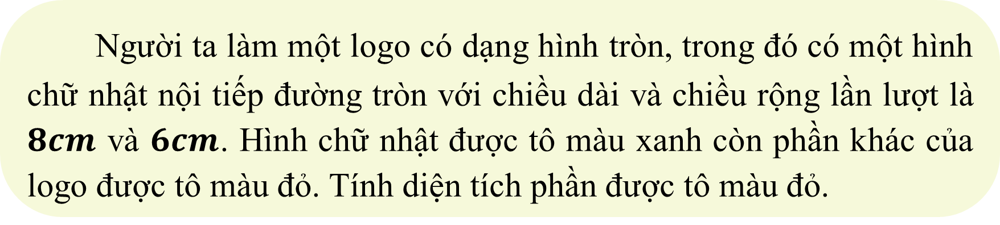 Người ta làm một logo có dạng hình tròn, trong đó có một hình
chữ nhật nội tiếp đường tròn với chiều dài và chiều rộng lần lượt là
8cm và 6cm. Hình chữ nhật được tô màu xanh còn phần khác của
logo được tô màu đỏ. Tính diện tích phần được tô màu đỏ.